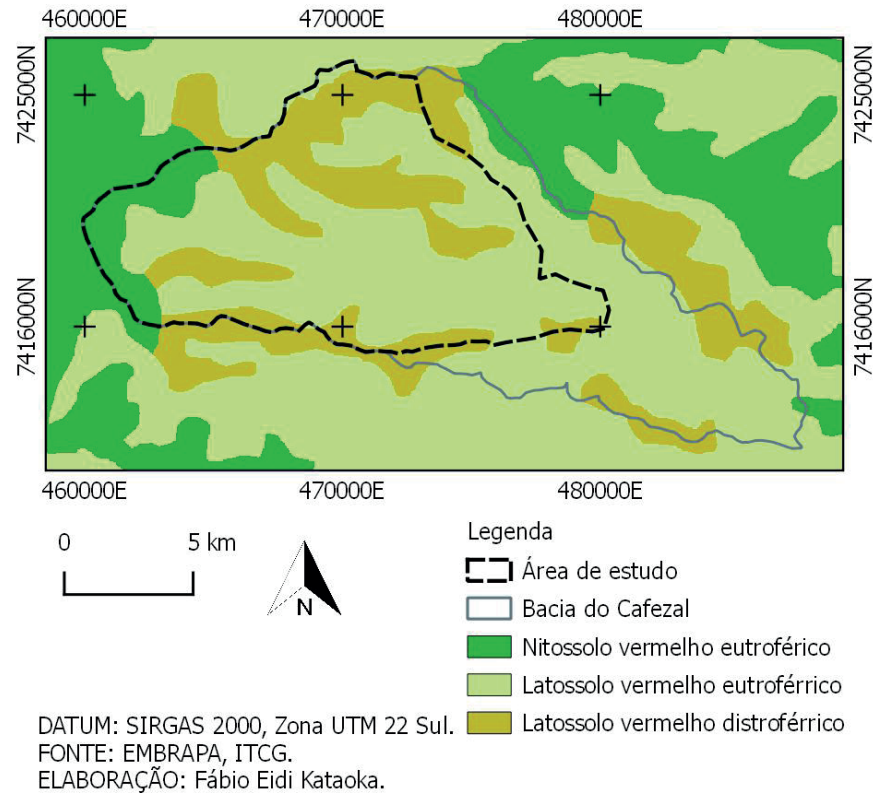 460000E 470000E 480000E
7425000N 7425000N
7416000N 7416000N
460000E 470000E 480000E
0 5 km
N
Legenda
Área de estudo
Bacia do Cafezal
Nitossolo vermelho eutroférico
Latossolo vermelho eutroférrico
Latossolo vermelho distroférrico
DATUM: SIRGAS 2000, Zona UTM 22 Sul.
FONTE: EMBRAPA, ITCG.
ELABORAÇÃO: Fábio Eidi Kataoka.